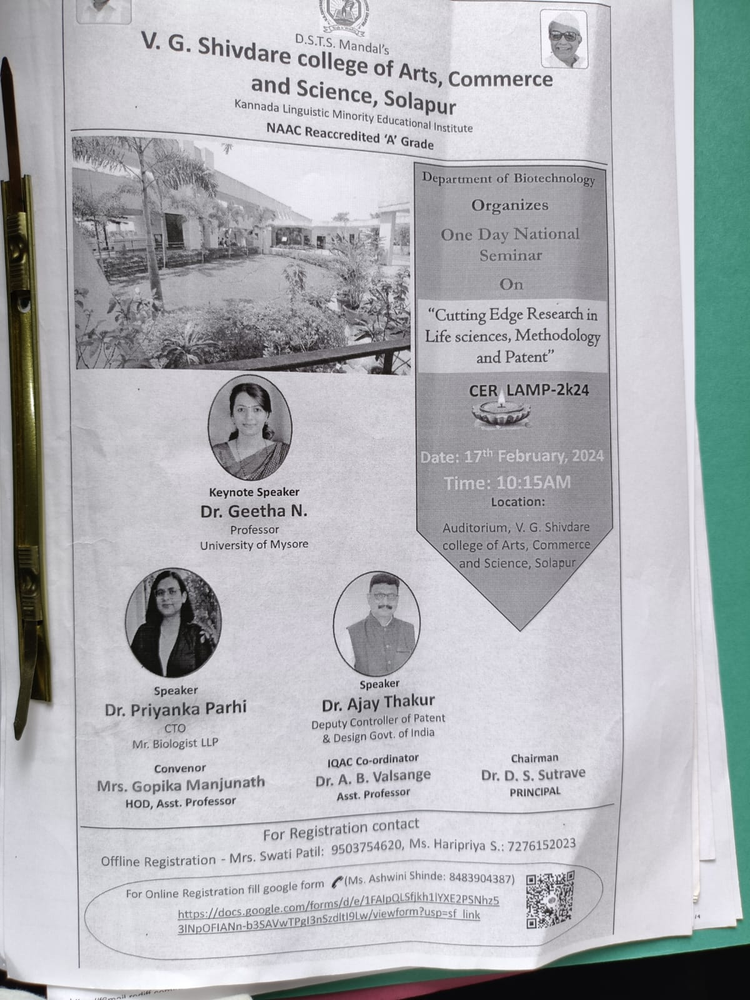 D.S.T.S. Mandal's
V. G. Shivdare college of Arts, Commerce
and Science, Solapur
Kannada Linguistic Minority Educational Institute
NAAC Reaccredited ‘A’ Grade
Department of Biotechnology
Organizes
One Day National
Seminar
On
“Cutting Edge Research in
Life sciences, Methodology
and Patent”
CER LAMP-2k24
Date: 17th February, 2024
Time: 10:15AM
Location:
Auditorium, V. G. Shivdare
college of Arts, Commerce
and Science, Solapur
Keynote Speaker
Dr. Geetha N.
Professor
University of Mysore
Speaker
Dr. Priyanka Parhi
CTO
Mr. Biologist LLP
Speaker
Dr. Ajay Thakur
Deputy Controller of Patent
& Design Govt. of India
Convenor
Mrs. Gopika Manjunath
HOD, Asst. Professor
IQAC Co-ordinator
Dr. A. B. Valsange
Asst. Professor
Chairman
Dr. D. S. Sutrave
PRINCIPAL
For Registration contact
Offline Registration - Mrs. Swati Patil: 9503754620, Ms. Haripriya S.: 7276152023
For Online Registration fill google form (Ms. Ashwini Shinde: 8483904387)
https://docs.google.com/forms/d/e/1FAIpQLSfjkh1lYXE2PSNhz5
3lNpOFIANn-b3SAVwTPgI3nSzdltI9Lw/viewform?usp=sf_link